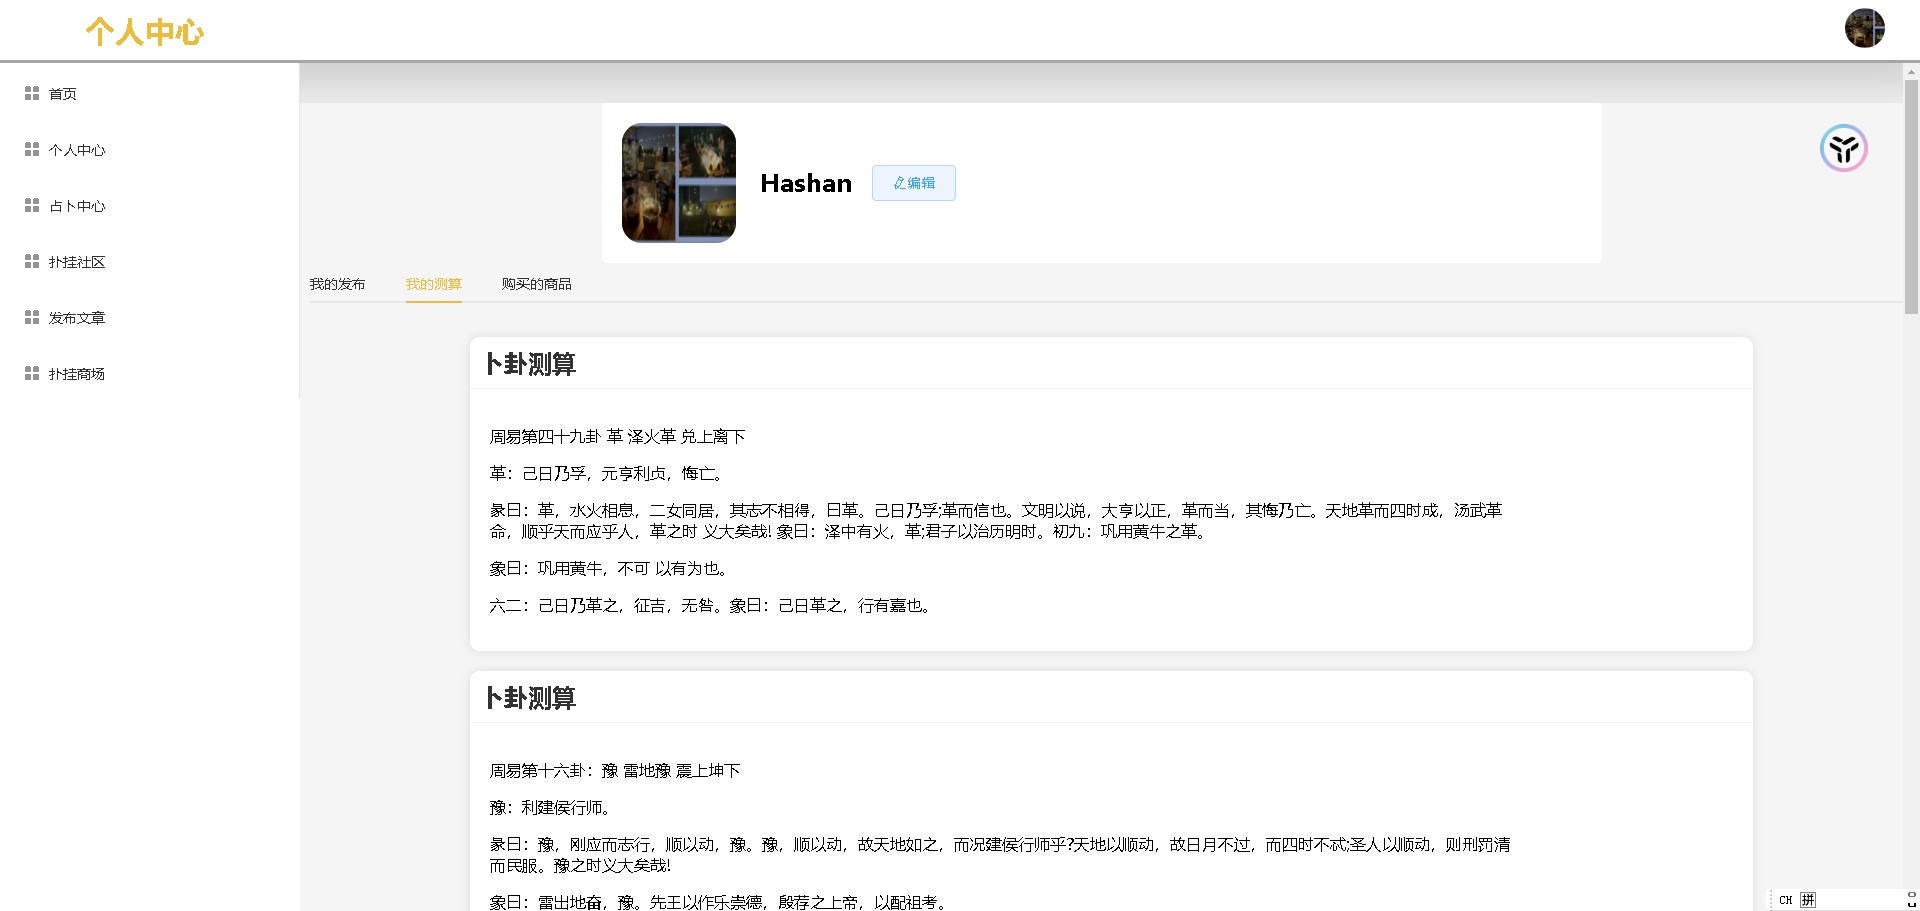 个人中心
首页
个人中心
占卜中心
扑挂社区
发布文章
扑挂商场
Hashan
编辑
我的发布 我的测算 购买的商品
卜卦测算
周易第四十九卦 革 泽火革 兑上离下
革：己日乃孚，元亨利贞，悔亡。
彖曰：革，水火相息，二女同居，其志不相得，曰革。己日乃孚;革而信也。文明以说，大亨以正，革而当，其悔乃亡。天地革而四时成，汤武革
命，顺乎天而应乎人，革之时 义大矣哉! 象曰：泽中有火，革;君子以治历明时。初九：巩用黄牛之革。
象曰：巩用黄牛，不可 以有为也。
六二：己日乃革之，征吉，无咎。象曰：己日革之，行有嘉也。
卜卦测算
周易第十六卦：豫 雷地豫 震上坤下
豫：利建侯行师。
彖曰：豫，刚应而志行，顺以动，豫。豫，顺以动，故天地如之，而况建侯行师乎?天地以顺动，故日月不过，而四时不忒;圣人以顺动，则刑罚清
而民服。豫之时义大矣哉!
象曰：雷出地奋，豫。先王以作乐崇德，殷荐之上帝，以配祖考。
CH 拼